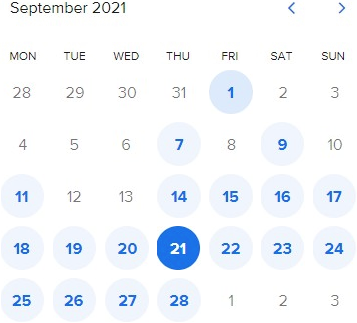 September 2021
MON TUE WED THU FRI SAT SUN
28 29 30 31 1 2 3
4 5 6 7 8 9 10
11 12 13 14 15 16 17
18 19 20 21 22 23 24
25 26 27 28 1 2 3